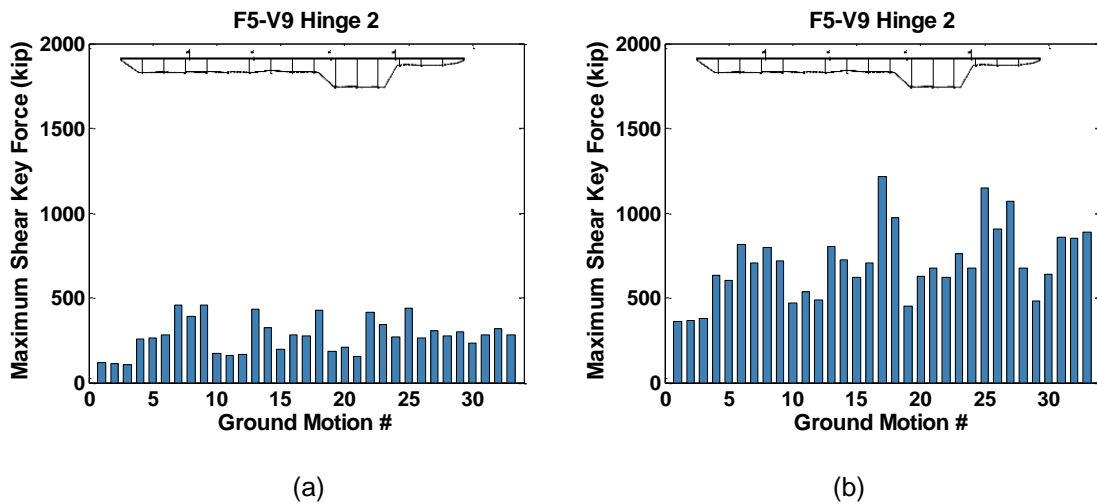 F5-V9 Hinge 2
2000
1500
1000
500
0
Maximum Shear Key Force (kip)
0 5 10 15 20 25 30
Ground Motion #
(a)
F5-V9 Hinge 2
2000
1500
1000
500
0
Maximum Shear Key Force (kip)
0 5 10 15 20 25 30
Ground Motion #
(b)